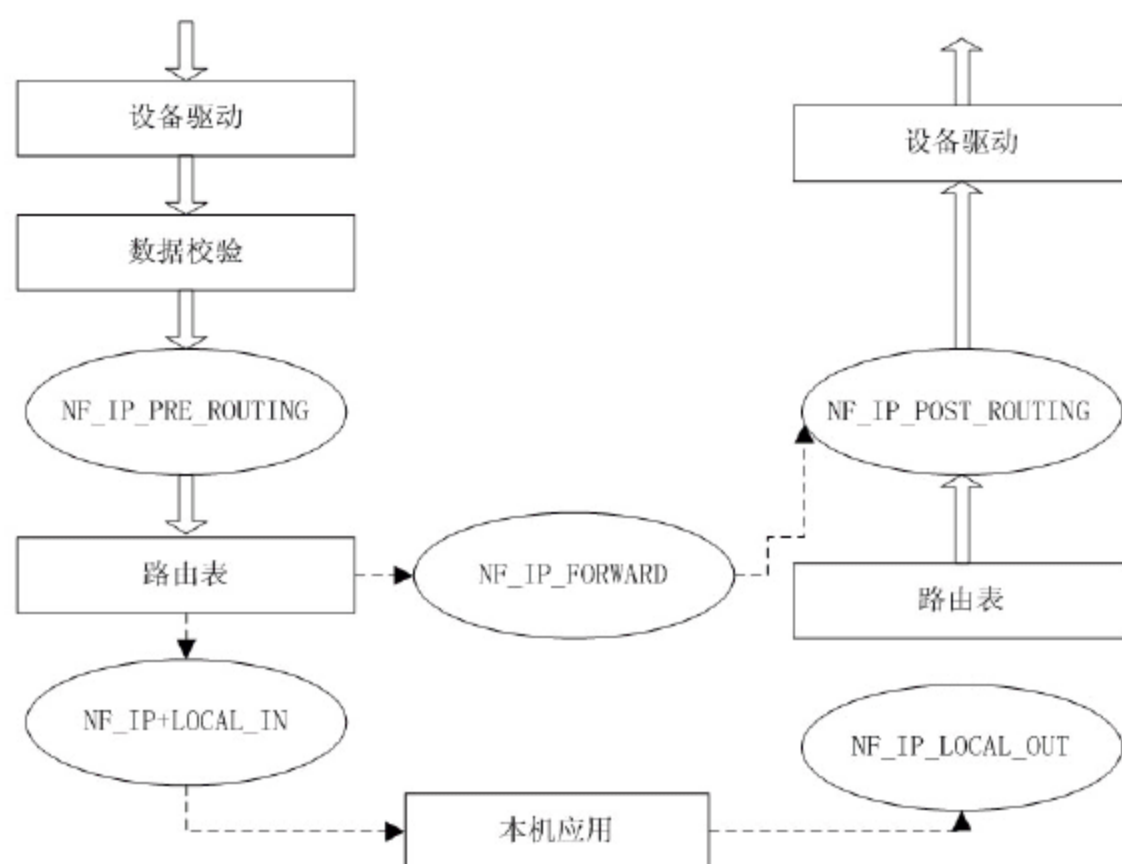 设备驱动
数据校验
NF_IP_PRE_ROUTING
路由表
NF_IP+LOCAL_IN
NF_IP_FORWARD
本机应用
设备驱动
NF_IP_POST_ROUTING
路由表
NF_IP_LOCAL_OUT